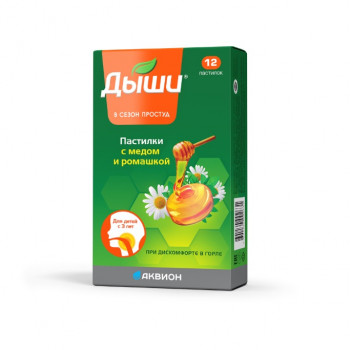 12
пастилок
Дыши®
В СЕЗОН ПРОСТУД
Пастилки
с медом
и ромашкой
Для детей
с 3 лет
ПРИ ДИСКОМФОРТЕ В ГОРЛЕ
АКВИОН